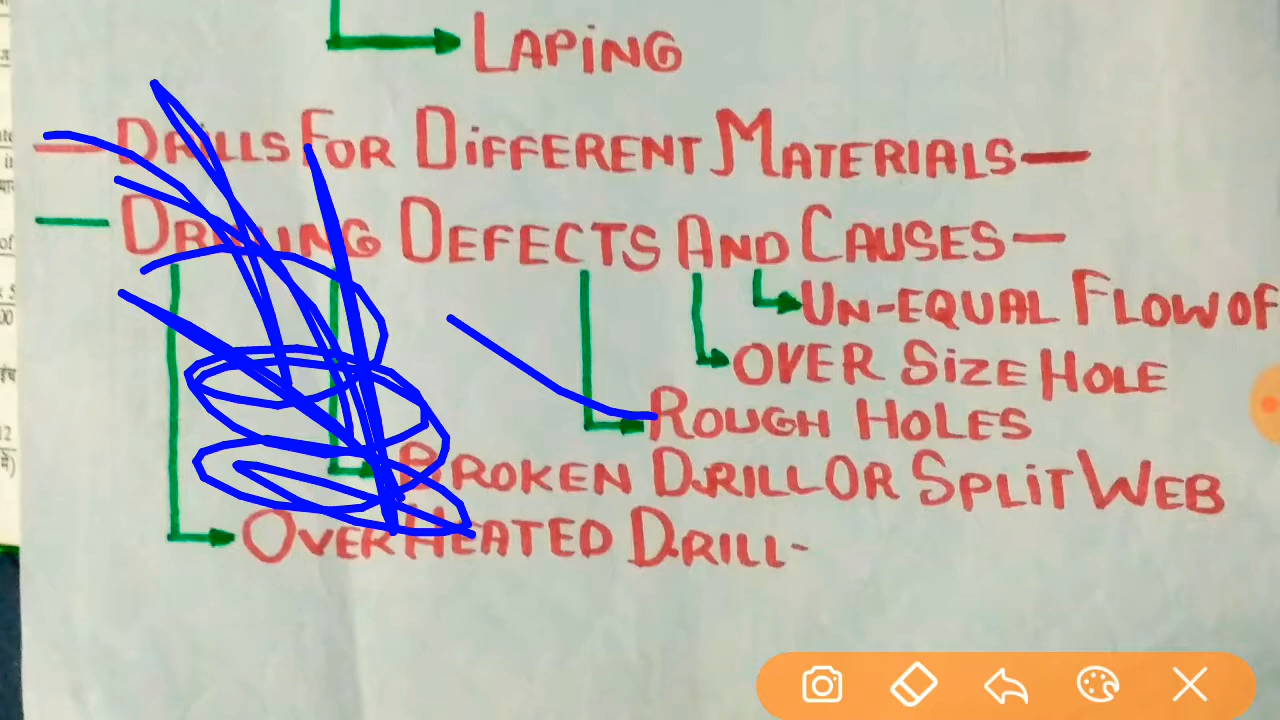 LAPING
DRILLS FOR DIFFERENT MATERIALS—
DRILLING DEFECTS AND CAUSES—
UN-EQUAL FLOW OF
OVER SIZE HOLE
ROUGH HOLES
BROKEN DRILL OR SPLIT WEB
OVER HEATED DRILL-